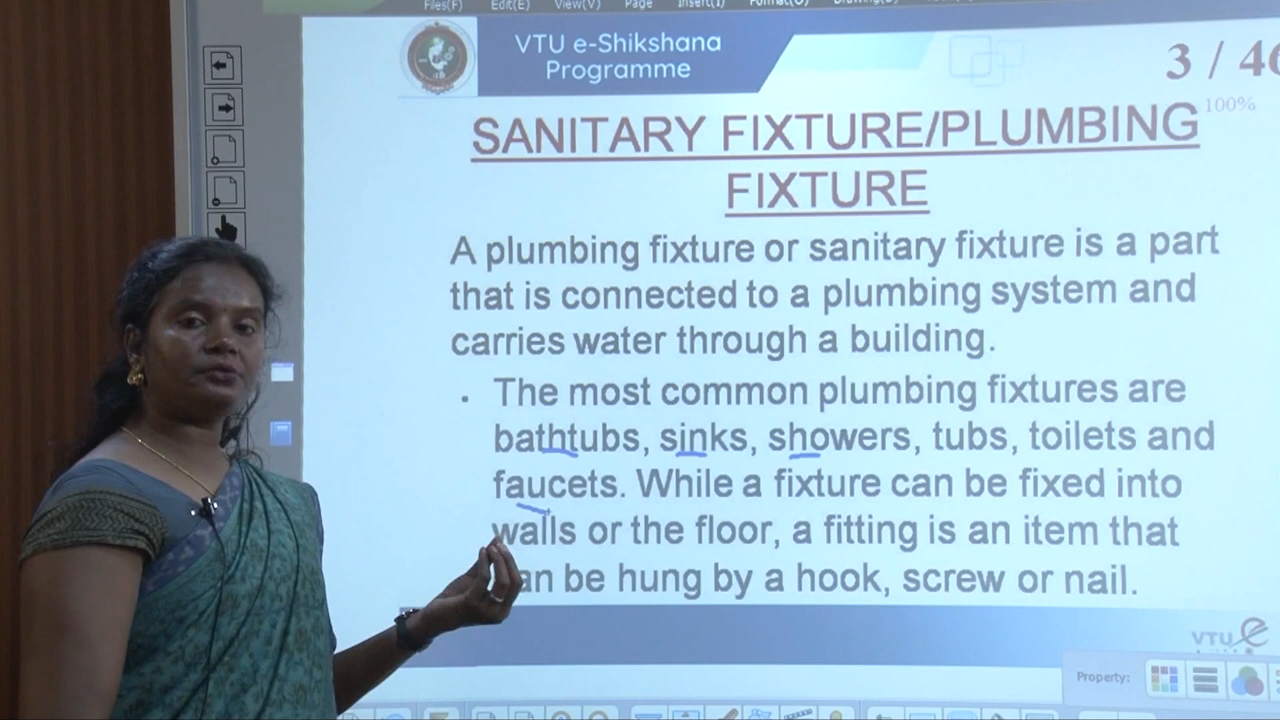 Files(F) Edit(E) View(V) Page Insert(I) Format(O)
VTU e-Shikshana
Programme
3 / 46
100%
SANITARY FIXTURE/PLUMBING
FIXTURE
A plumbing fixture or sanitary fixture is a part
that is connected to a plumbing system and
carries water through a building.
• The most common plumbing fixtures are
bathtubs, sinks, showers, tubs, toilets and
faucets. While a fixture can be fixed into
walls or the floor, a fitting is an item that
an be hung by a hook, screw or nail.
VTU e
Property: